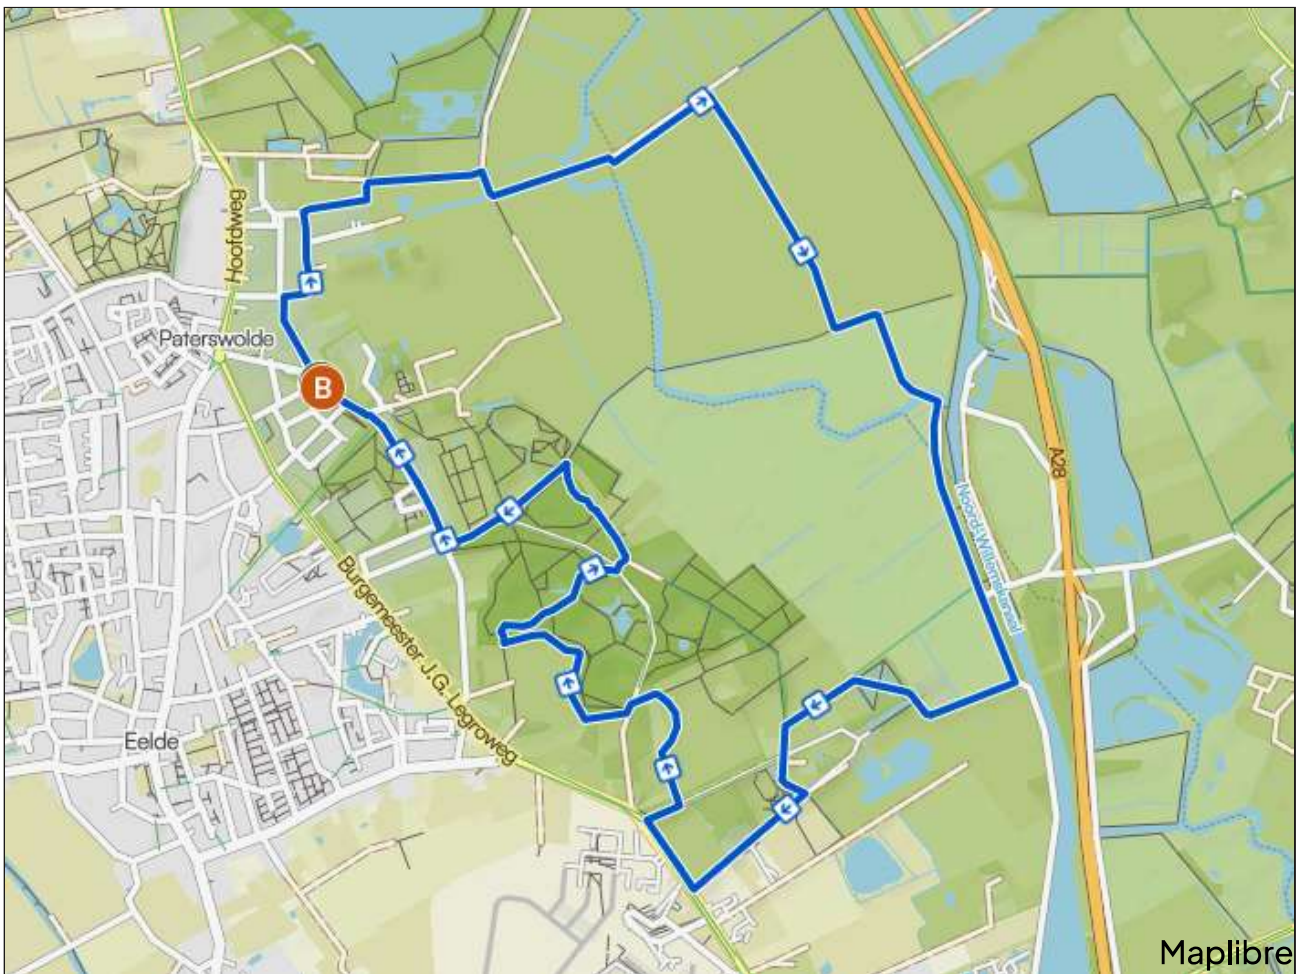 Hoofdweg
Paterswolde
B
A28
Noord-Willemskanaal
Burgemeester J.G. Legroweg
Eelde
Maplibre